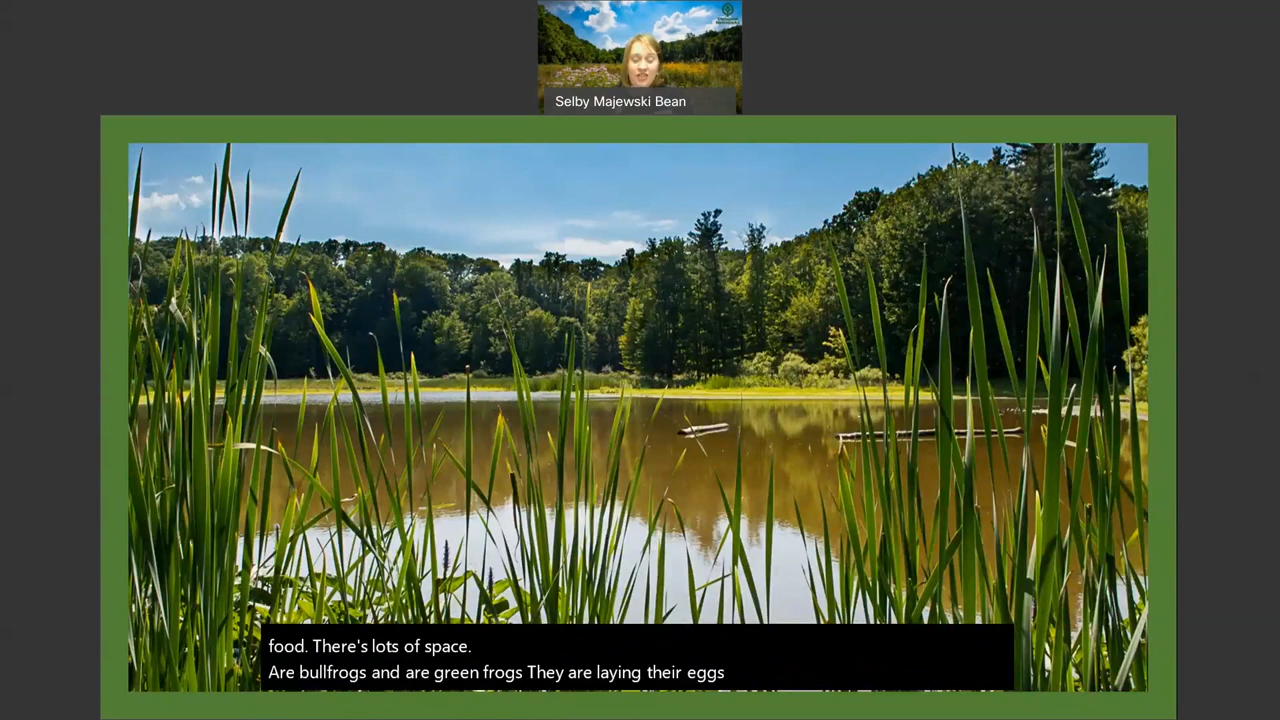 Selby Majewski Bean
food. There's lots of space.
Are bullfrogs and are green frogs They are laying their eggs